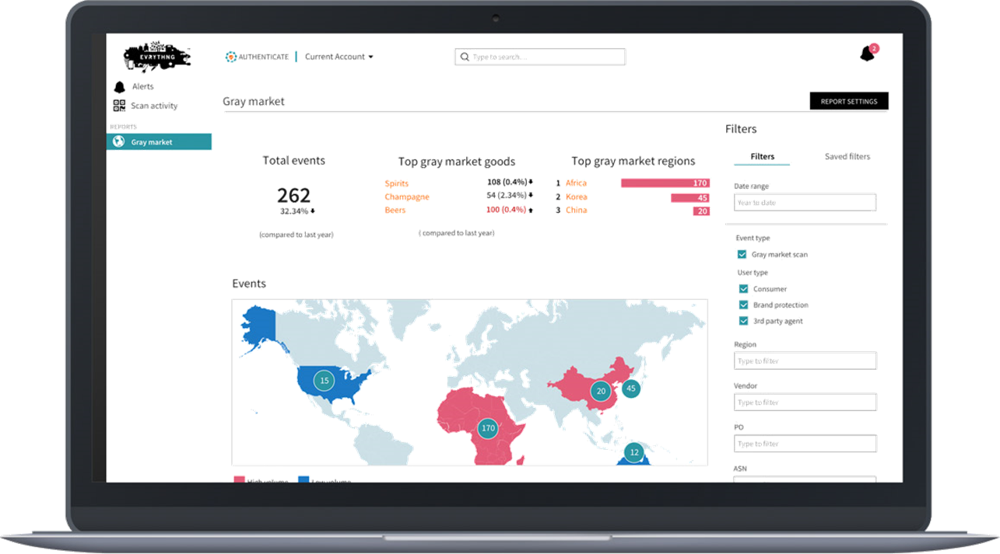 EVRYTHNG
AUTHENTICATE
Current Account
Type to search...
2
Alerts
Scan activity
REPORTS
Gray market
Gray market
REPORT SETTINGS
Total events
262
32.34%
(compared to last year)
Top gray market goods
Spirits 108 (0.4%)
Champagne 54 (2.34%)
Beers 100 (0.4%)
( compared to last year)
Top gray market regions
1 Africa 170
2 Korea 45
3 China 20
Events
15
170
20
45
12
High volume
Low volume
Filters
Filters
Saved filters
Date range
Year to date
Event type
Gray market scan
User type
Consumer
Brand protection
3rd party agent
Region
Type to filter
Vendor
Type to filter
PO
Type to filter
ASN